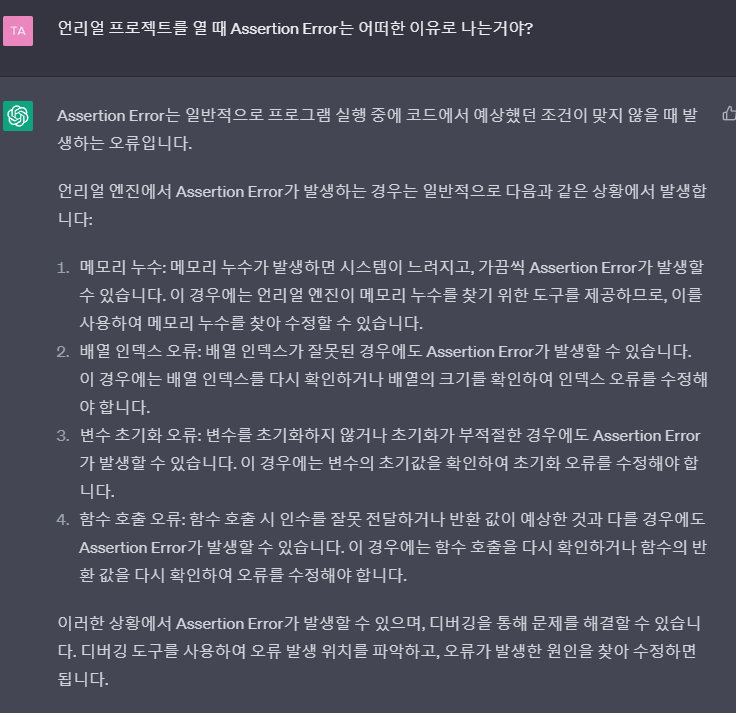 TA
언리얼 프로젝트를 열 때 Assertion Error는 어떠한 이유로 나는거야?
Assertion Error는 일반적으로 프로그램 실행 중에 코드에서 예상했던 조건이 맞지 않을 때 발
생하는 오류입니다.
언리얼 엔진에서 Assertion Error가 발생하는 경우는 일반적으로 다음과 같은 상황에서 발생합
니다:
1. 메모리 누수: 메모리 누수가 발생하면 시스템이 느려지고, 가끔씩 Assertion Error가 발생할
수 있습니다. 이 경우에는 언리얼 엔진이 메모리 누수를 찾기 위한 도구를 제공하므로, 이를
사용하여 메모리 누수를 찾아 수정할 수 있습니다.
2. 배열 인덱스 오류: 배열 인덱스가 잘못된 경우에도 Assertion Error가 발생할 수 있습니다.
이 경우에는 배열 인덱스를 다시 확인하거나 배열의 크기를 확인하여 인덱스 오류를 수정해
야 합니다.
3. 변수 초기화 오류: 변수를 초기화하지 않거나 초기화가 부적절한 경우에도 Assertion Error
가 발생할 수 있습니다. 이 경우에는 변수의 초기값을 확인하여 초기화 오류를 수정해야 합
니다.
4. 함수 호출 오류: 함수 호출 시 인수를 잘못 전달하거나 반환 값이 예상한 것과 다를 경우에도
Assertion Error가 발생할 수 있습니다. 이 경우에는 함수 호출을 다시 확인하거나 함수의 반
환 값을 다시 확인하여 오류를 수정해야 합니다.
이러한 상황에서 Assertion Error가 발생할 수 있으며, 디버깅을 통해 문제를 해결할 수 있습니
다. 디버깅 도구를 사용하여 오류 발생 위치를 파악하고, 오류가 발생한 원인을 찾아 수정하면
됩니다.